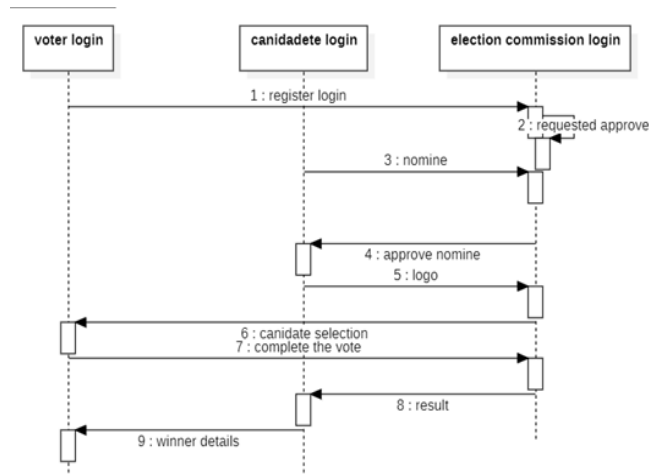 voter login
canidadete login
election commission login
1 : register login
2 : requested approve
3 : nomine
4 : approve nomine
5 : logo
6 : canidate selection
7 : complete the vote
8 : result
9 : winner details